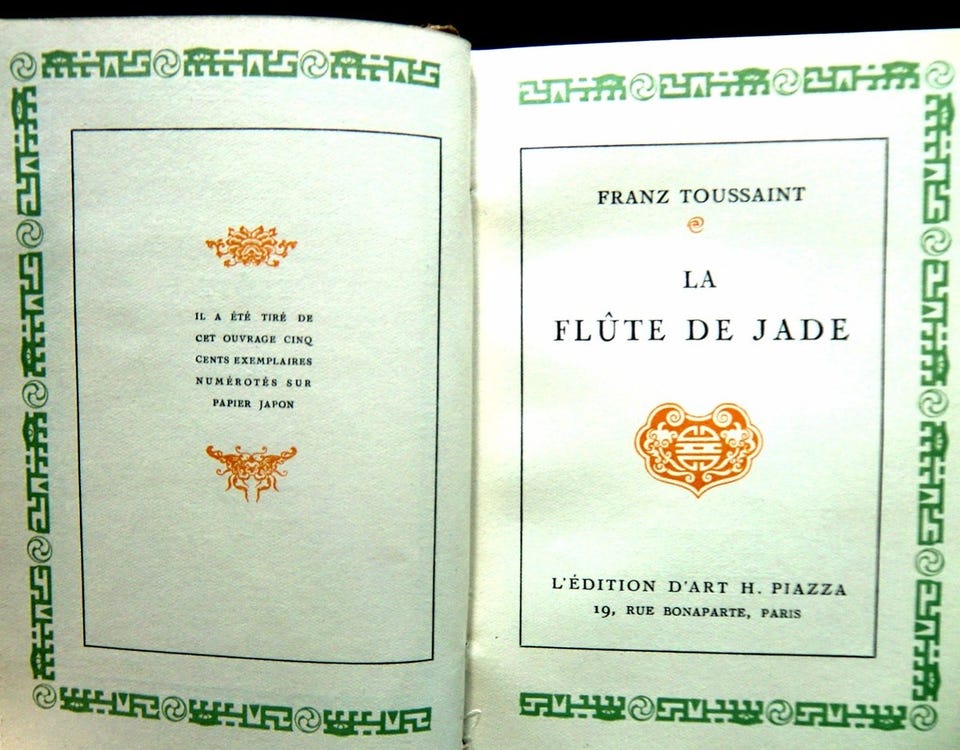 IL A ÉTÉ TIRÉ DE
CET OUVRAGE CINQ
CENTS EXEMPLAIRES
NUMÉROTÉS SUR
PAPIER JAPON
FRANZ TOUSSAINT
LA
FLÛTE DE JADE
L'ÉDITION D'ART H. PIAZZA
19, RUE BONAPARTE, PARIS